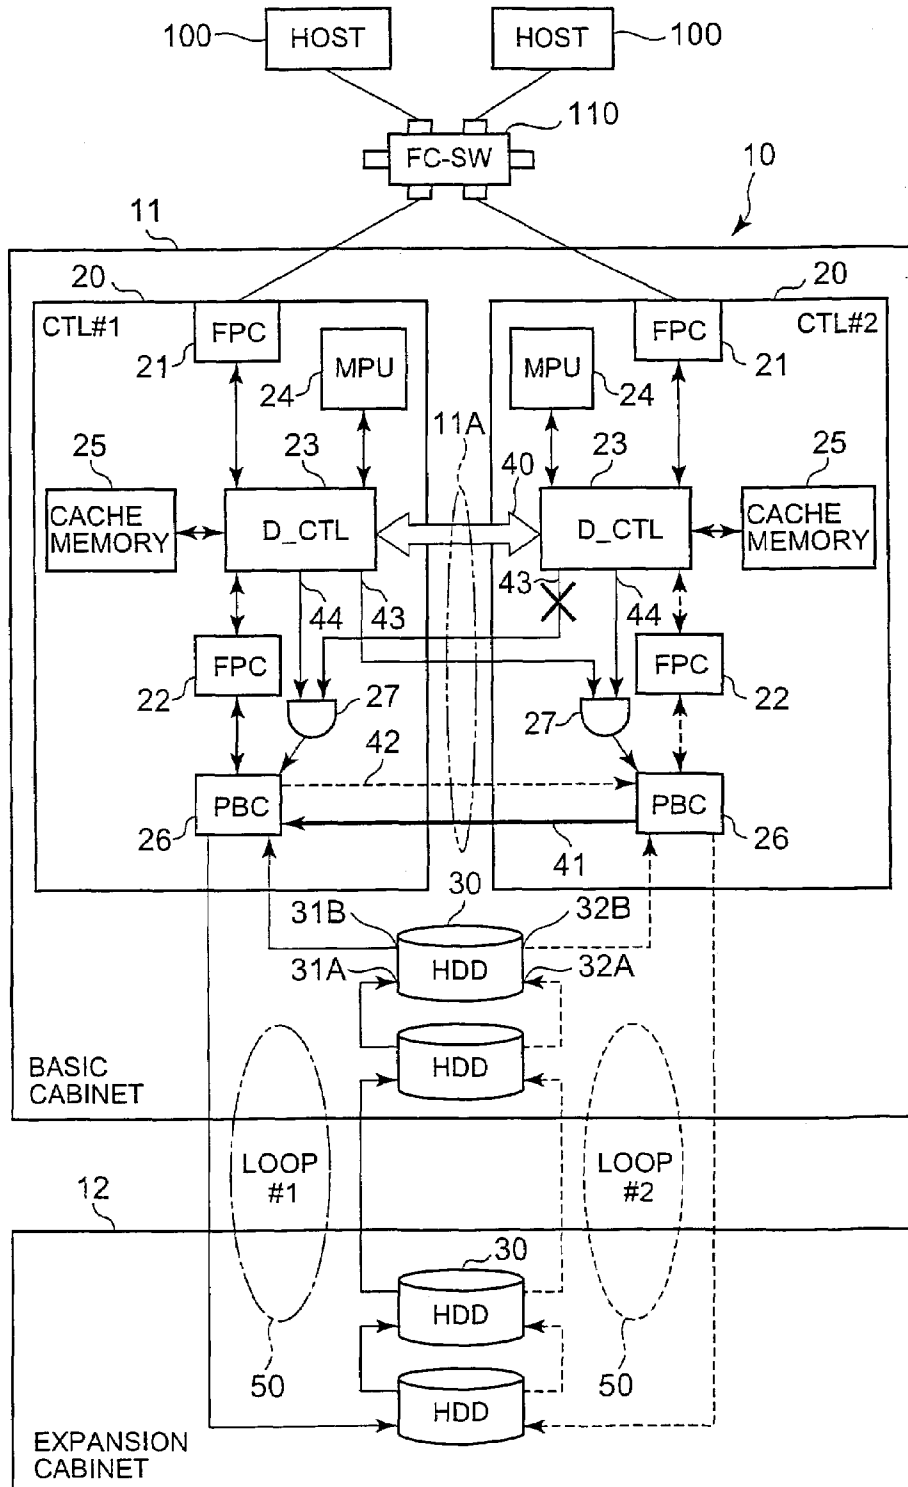 100
HOST
HOST
100
110
FC-SW
10
11
20
20
CTL#1
FPC
FPC
CTL#2
21
MPU
MPU
21
24
24
11A
25
23
40
23
25
CACHE
MEMORY
D_CTL
D_CTL
CACHE
MEMORY
44
43
43
44
FPC
FPC
22
27
27
22
42
PBC
PBC
26
41
26
30
31B
32B
31A
HDD
32A
HDD
BASIC
CABINET
LOOP
#1
LOOP
#2
12
30
HDD
50
50
HDD
EXPANSION
CABINET